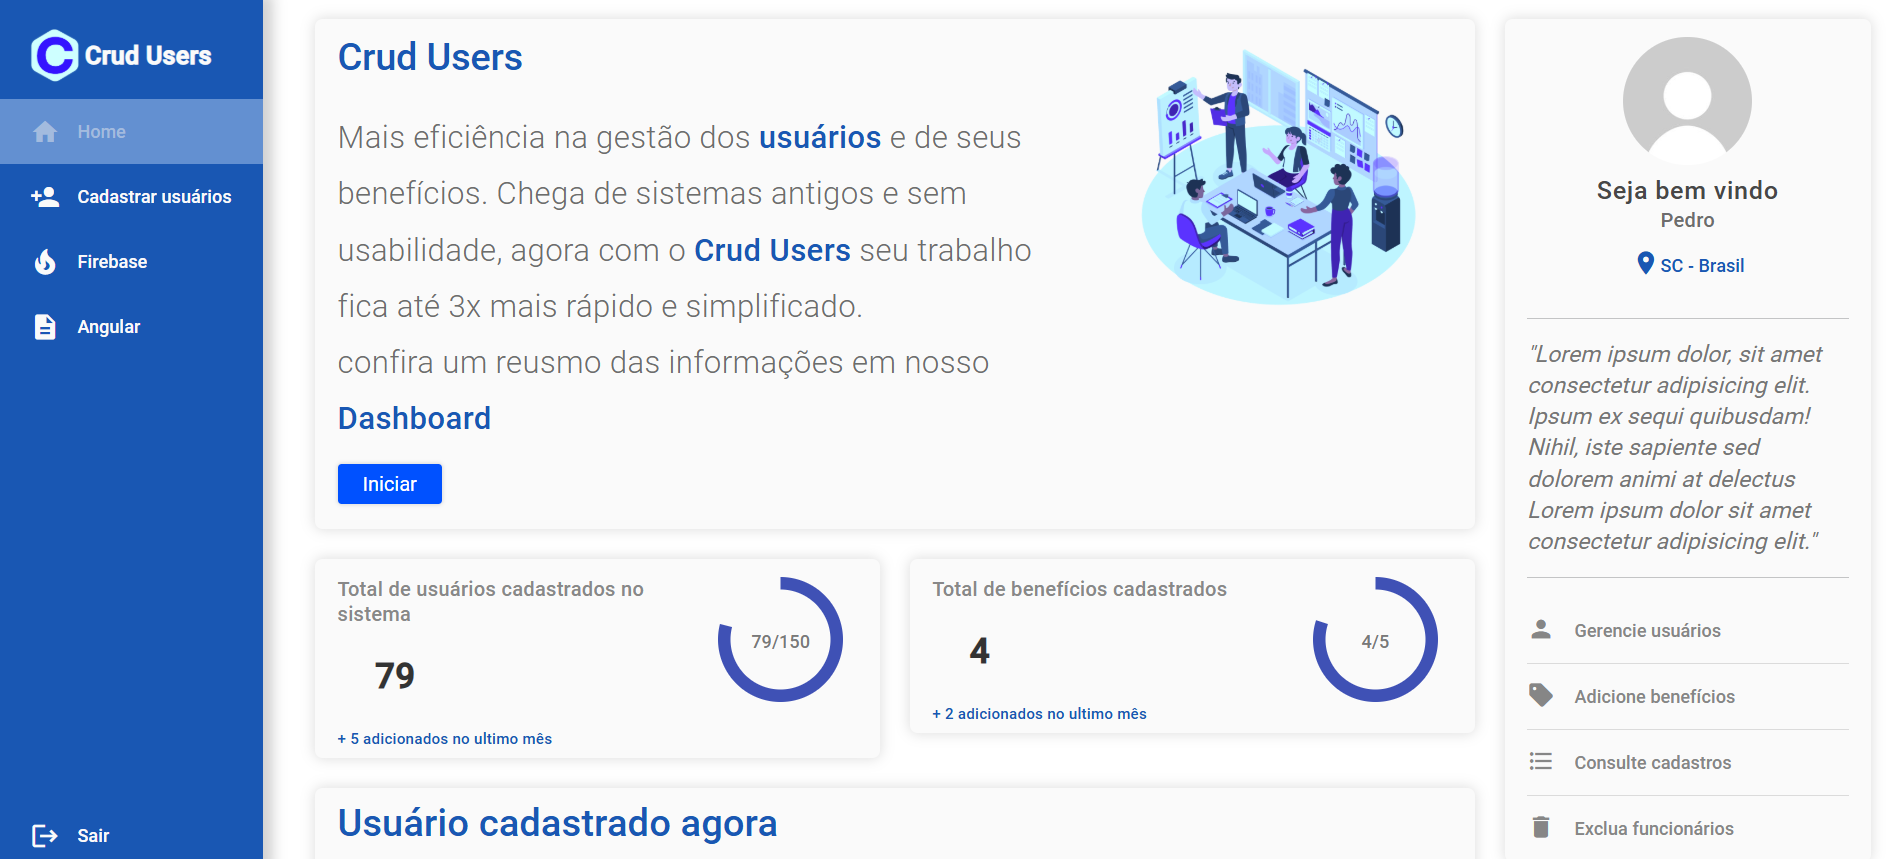 Crud Users
Home
Cadastrar usuários
Firebase
Angular
Sair
Crud Users
Mais eficiência na gestão dos usuários e de seus
benefícios. Chega de sistemas antigos e sem
usabilidade, agora com o Crud Users seu trabalho
fica até 3x mais rápido e simplificado.
confira um reusmo das informações em nosso
Dashboard
Iniciar
Total de usuários cadastrados no
sistema
79
79/150
+ 5 adicionados no ultimo mês
Total de benefícios cadastrados
4
4/5
+ 2 adicionados no ultimo mês
Usuário cadastrado agora
Seja bem vindo
Pedro
SC - Brasil
"Lorem ipsum dolor, sit amet
consectetur adipisicing elit.
Ipsum ex sequi quibusdam!
Nihil, iste sapiente sed
dolorem animi at delectus
Lorem ipsum dolor sit amet
consectetur adipisicing elit."
Gerencie usuários
Adicione benefícios
Consulte cadastros
Exclua funcionários